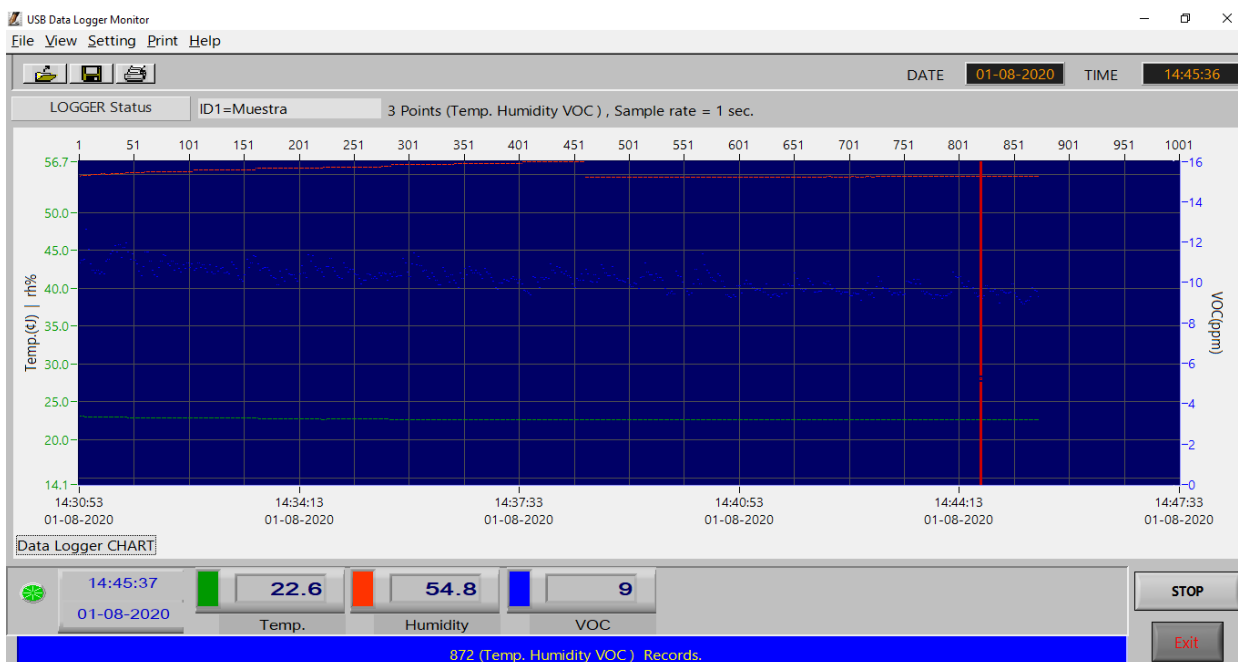 USB Data Logger Monitor
File View Setting Print Help
DATE 01-08-2020 TIME 14:45:36
LOGGER Status ID1=Muestra 3 Points (Temp. Humidity VOC ) , Sample rate = 1 sec.
1 51 101 151 201 251 301 351 401 451 501 551 601 651 701 751 801 851 901 951 1001
56.7
50.0
45.0
40.0
35.0
30.0
25.0
20.0
14.1
Temp.(¢J) | rh%
16
14
12
10
8
6
4
2
0
VOC(ppm)
14:30:53 14:34:13 14:37:33 14:40:53 14:44:13 14:47:33
01-08-2020 01-08-2020 01-08-2020 01-08-2020 01-08-2020 01-08-2020
Data Logger CHART
14:45:37 22.6 54.8 9 STOP
01-08-2020 Temp. Humidity VOC
872 (Temp. Humidity VOC ) Records.
Exit